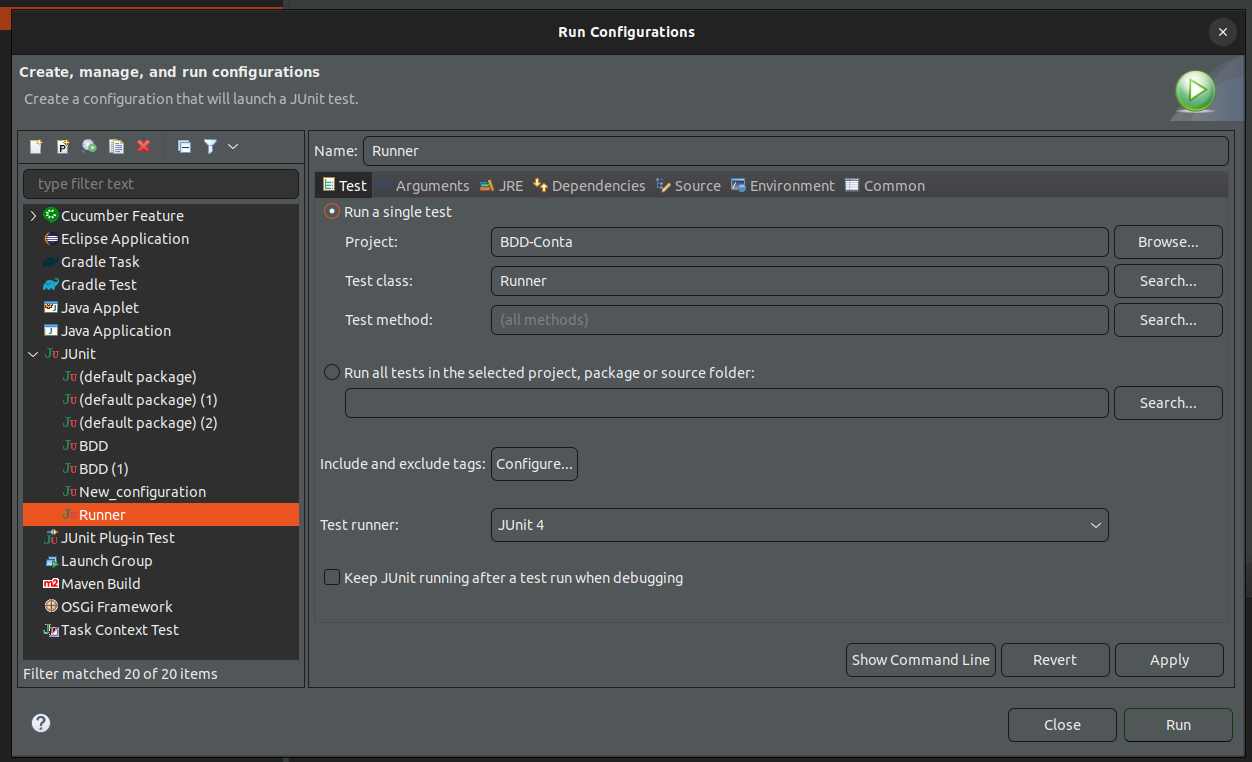 Run Configurations
Create, manage, and run configurations
Create a configuration that will launch a JUnit test.
type filter text
Cucumber Feature
Eclipse Application
Gradle Task
Gradle Test
Java Applet
Java Application
JUnit
(default package)
(default package) (1)
(default package) (2)
BDD
BDD (1)
New_configuration
Runner
JUnit Plug-in Test
Launch Group
Maven Build
OSGi Framework
Task Context Test
Filter matched 20 of 20 items
Name: Runner
Test Arguments JRE Dependencies Source Environment Common
Run a single test
Project: BDD-Conta Browse...
Test class: Runner Search...
Test method: (all methods) Search...
Run all tests in the selected project, package or source folder:
Search...
Include and exclude tags: Configure...
Test runner: JUnit 4
Keep JUnit running after a test run when debugging
Show Command Line Revert Apply
Close Run